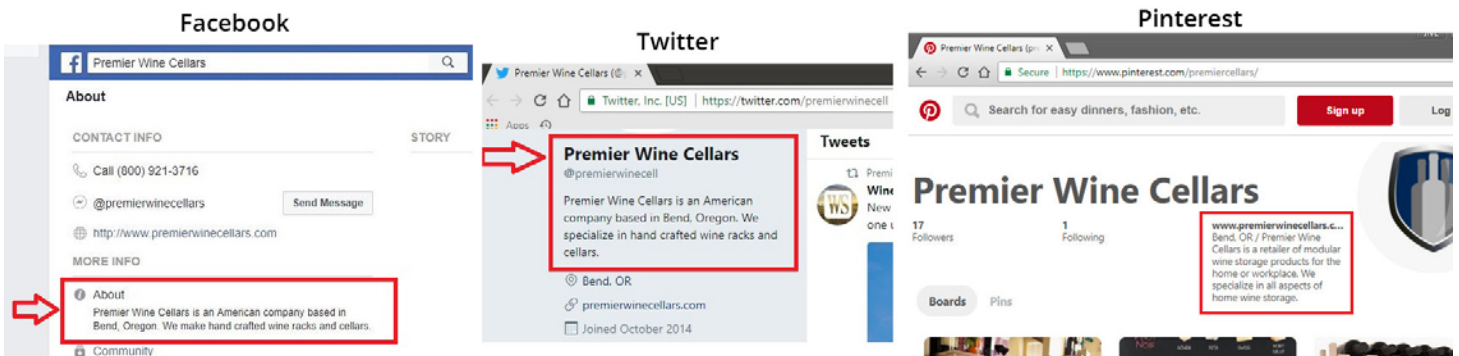 Facebook
Premier Wine Cellars
About
CONTACT INFO
STORY
Call (800) 921-3716
@premierwinecellars
Send Message
http://www.premierwinecellars.com
MORE INFO
About
Premier Wine Cellars is an American company based in
Bend, Oregon. We make hand crafted wine racks and cellars.
Community
Twitter
Premier Wine Cellars (@
Twitter, Inc. [US] | https://twitter.com/premierwinecell
Apps
Premier Wine Cellars
@premierwinecell
Premier Wine Cellars is an American
company based in Bend, Oregon. We
specialize in hand crafted wine racks and
cellars.
Bend, OR
premierwinecellars.com
Joined October 2014
Tweets
Premi
Wine
WS
New
one
Pinterest
Premier Wine Cellars (pre
Secure | https://www.pinterest.com/premiercellars/
Search for easy dinners, fashion, etc.
Sign up
Log
Premier Wine Cellars
17
Followers
1
Following
www.premierwinecellars.c...
Bend, OR / Premier Wine
Cellars is a retailer of modular
wine storage products for the
home or workplace. We
specialize in all aspects of
home wine storage.
Boards Pins